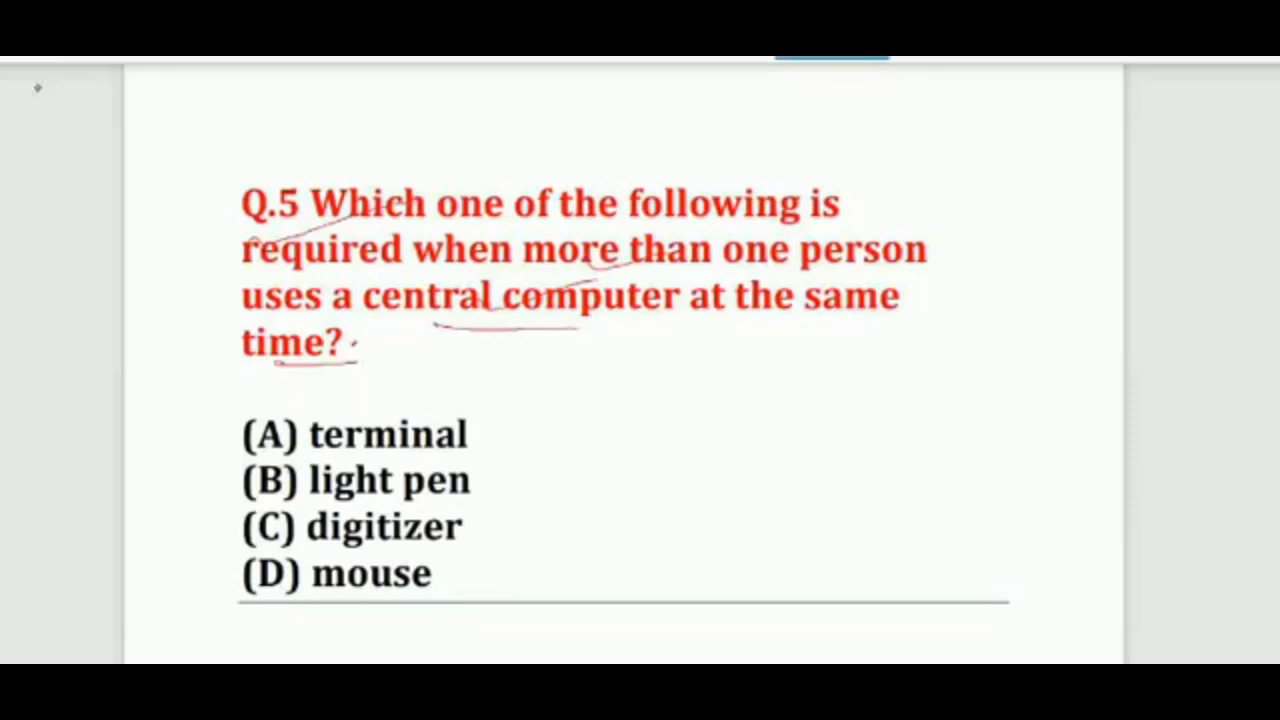 Q.5 Which one of the following is
required when more than one person
uses a central computer at the same
time?
(A) terminal
(B) light pen
(C) digitizer
(D) mouse